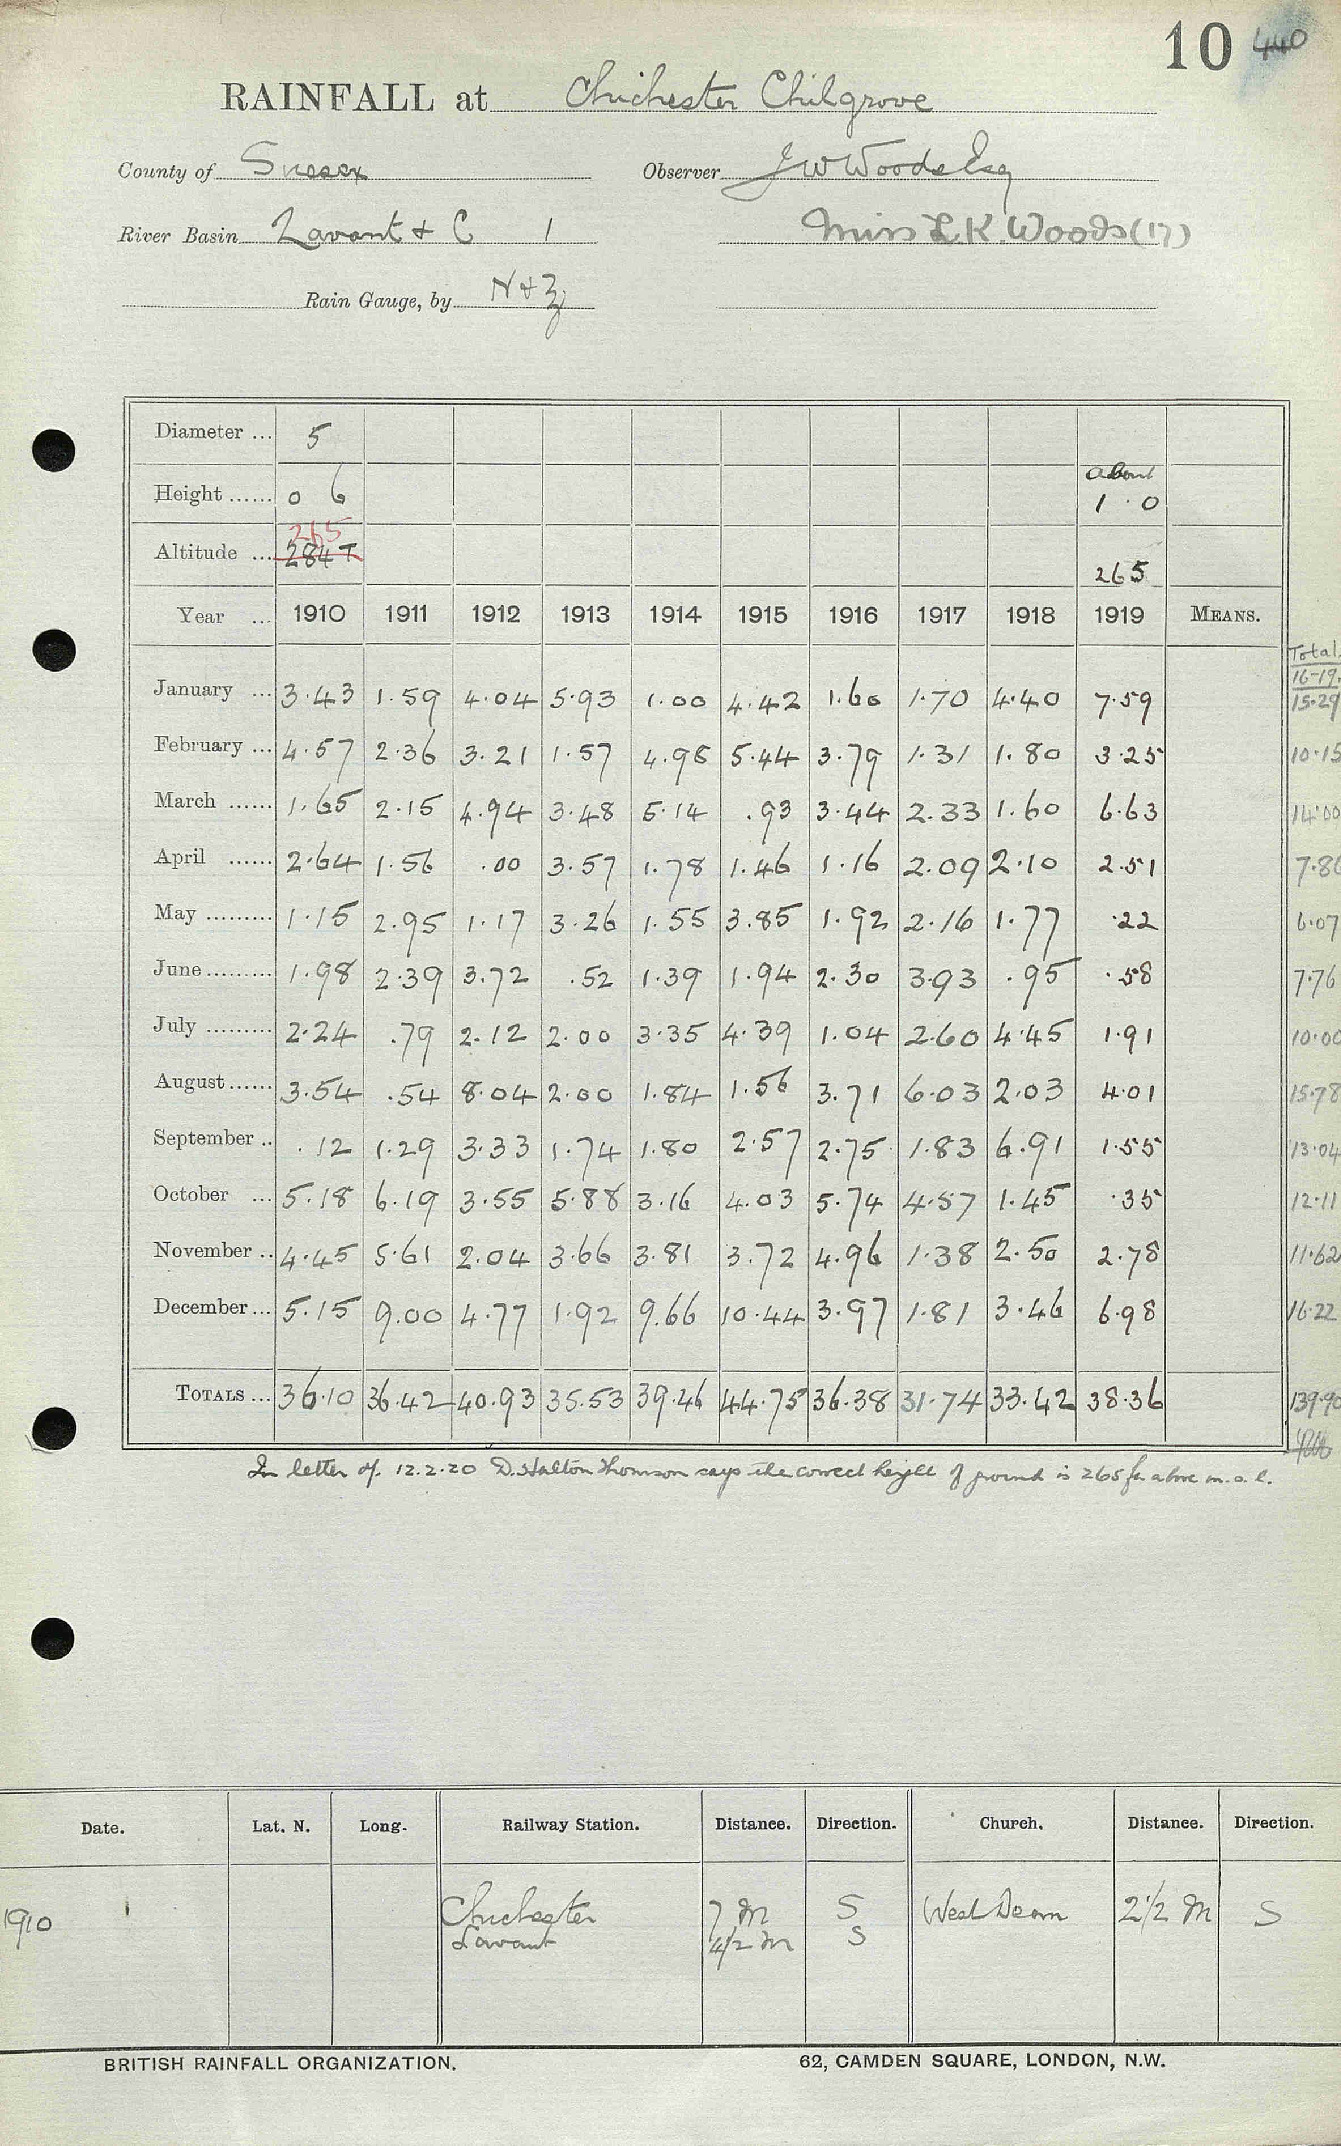 10 440
RAINFALL at Chichester Chilgrove
County of Sussex Observer J W Woods Esq
River Basin Lavant & C 1 Miss L K Woods (17)
Rain Gauge, by N & Z
Diameter ... 5
about
Height ...... 0 6 1.0
265
Altitude ... 284 T 265
Year ... 1910 1911 1912 1913 1914 1915 1916 1917 1918 1919 MEANS.
Total
16-19
January ... 3.43 1.59 4.04 5.93 1.00 4.42 1.60 1.70 4.40 7.59 15.29
February ... 4.57 2.36 3.21 1.57 4.98 5.44 3.79 1.31 1.80 3.25 10.15
March ...... 1.65 2.15 4.94 3.48 5.14 .93 3.44 2.33 1.60 6.63 14.00
April ...... 2.64 1.56 .00 3.57 1.78 1.46 1.16 2.09 2.10 2.51 7.86
May ......... 1.15 2.95 1.17 3.26 1.55 3.85 1.92 2.16 1.77 .22 6.07
June ......... 1.98 2.39 3.72 .52 1.39 1.94 2.30 3.93 .95 .58 7.76
July ......... 2.24 .79 2.12 2.00 3.35 4.39 1.04 2.60 4.45 1.91 10.00
August ...... 3.54 .54 8.04 2.00 1.84 1.56 3.71 6.03 2.03 4.01 15.78
September .. .12 1.29 3.33 1.74 1.80 2.57 2.75 1.83 6.91 1.55 13.04
October ... 5.18 6.19 3.55 5.88 3.16 4.03 5.74 4.57 1.45 .35 12.11
November .. 4.45 5.61 2.04 3.66 3.81 3.72 4.96 1.38 2.50 2.78 11.62
December ... 5.15 9.00 4.77 1.92 9.66 10.44 3.97 1.81 3.46 6.98 16.22
TOTALS ... 36.10 36.42 40.93 35.53 39.46 44.75 36.38 31.74 33.42 38.36 139.90
In letter of 12.2.20 D. Halton Thomson says the correct height of ground is 265 ft above m.s.l.
Date. Lat. N. Long. Railway Station. Distance. Direction. Church. Distance. Direction.
1910 Chichester 7 m S West Dean 2 1/2 m S
Lavant 4 1/2 m S
BRITISH RAINFALL ORGANIZATION. 62, CAMDEN SQUARE, LONDON, N.W.